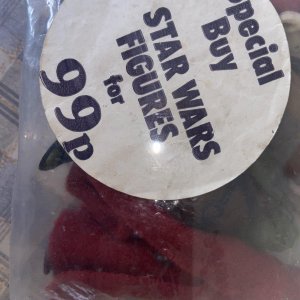 Special
Buy
STAR WARS
FIGURES
for
99p